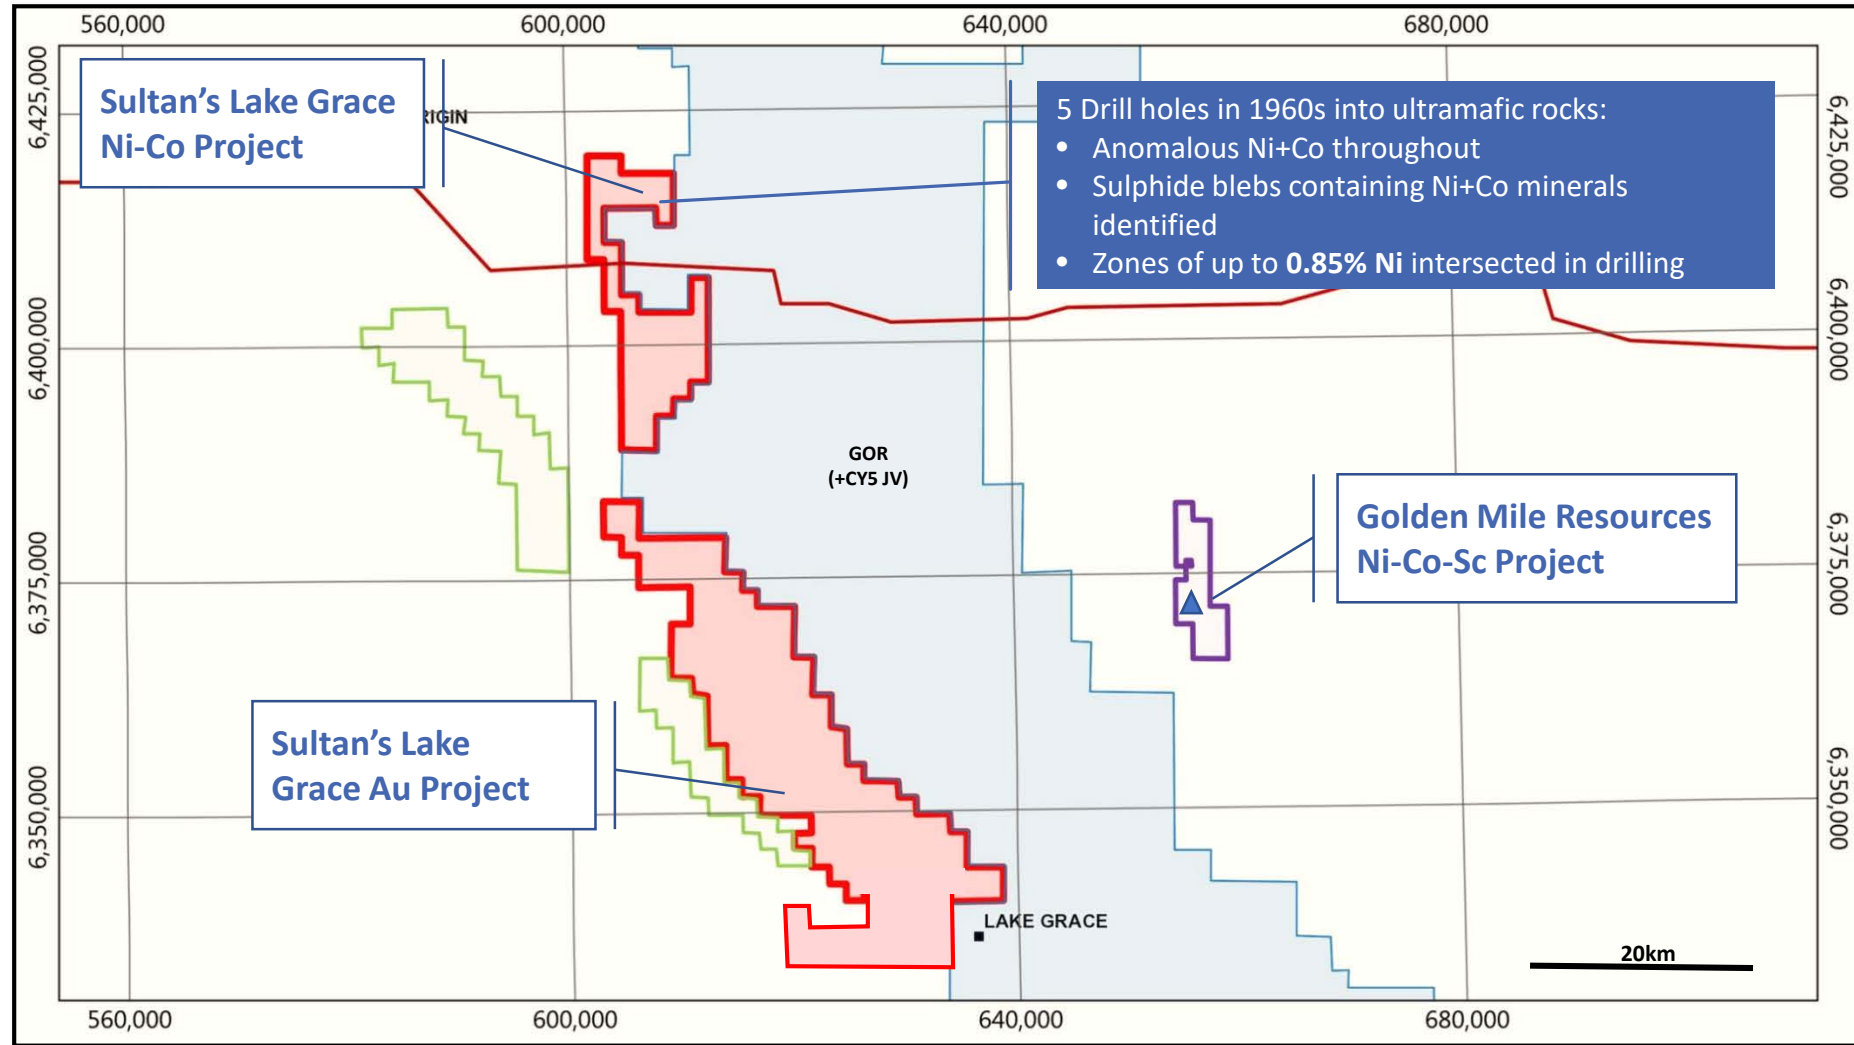 560,000
600,000
640,000
680,000
6,425,000
6,400,000
6,375,000
6,350,000
Sultan's Lake Grace
Ni-Co Project
RIGIN
5 Drill holes in 1960s into ultramafic rocks:
• Anomalous Ni+Co throughout
• Sulphide blebs containing Ni+Co minerals
identified
• Zones of up to 0.85% Ni intersected in drilling
GOR
(+CY5 JV)
Golden Mile Resources
Ni-Co-Sc Project
Sultan's Lake
Grace Au Project
LAKE GRACE
20km
6,425,000
6,400,000
6,375,000
6,350,000
560,000
600,000
640,000
680,000